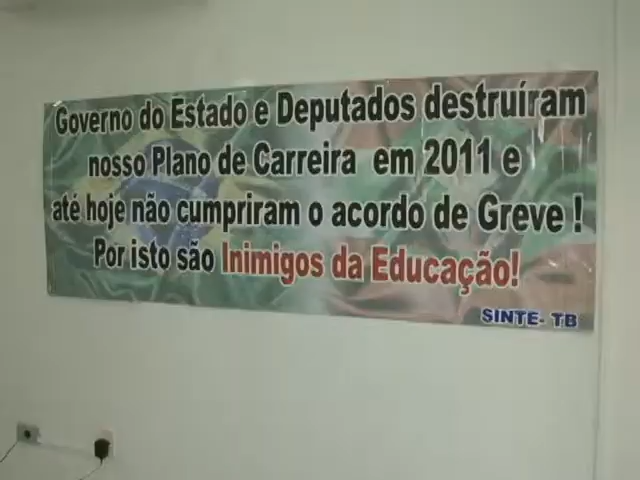 Governo do Estado e Deputados destruíram
nosso Plano de Carreira em 2011 e
até hoje não cumpriram o acordo de Greve !
Por isto são Inimigos da Educação!
SINTE- TB